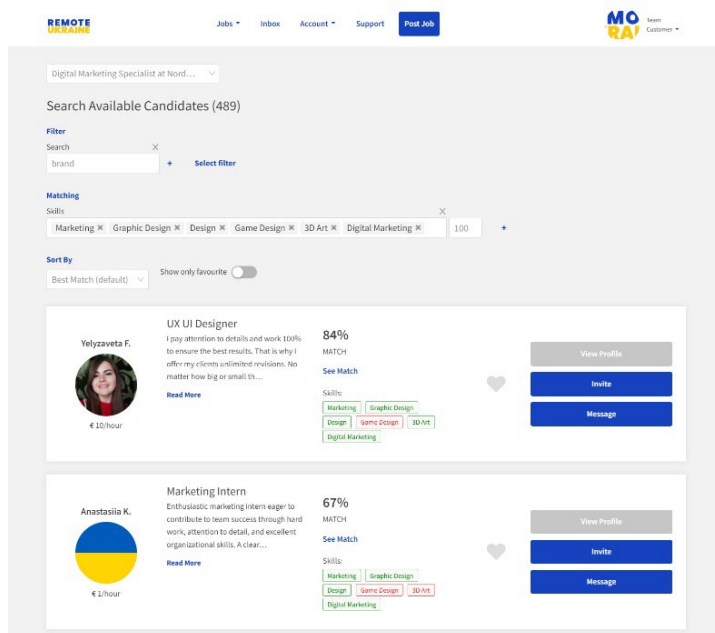 REMOTE
UKRAINE
Jobs
Inbox
Account
Support
Post Job
MO
RA!
Team
Customer
Digital Marketing Specialist at Nord...
Search Available Candidates (489)
Filter
Search
brand
+
Select filter
Matching
Skills
Marketing × Graphic Design × Design × Game Design × 3D Art × Digital Marketing ×
100
+
Sort By
Best Match (default)
Show only favourite
Yelyzaveta F.
€ 10/hour
UX UI Designer
I pay attention to details and work 100%
to ensure the best results. That is why I
offer my clients unlimited revisions. No
matter how big or small th...
Read More
84%
MATCH
See Match
Skills:
Marketing Graphic Design
Design Game Design 3D Art
Digital Marketing
View Profile
Invite
Message
Anastasiia K.
€ 1/hour
Marketing Intern
Enthusiastic marketing intern eager to
contribute to team success through hard
work, attention to detail, and excellent
organizational skills. A clear...
Read More
67%
MATCH
See Match
Skills:
Marketing Graphic Design
Design Game Design 3D Art
Digital Marketing
View Profile
Invite
Message